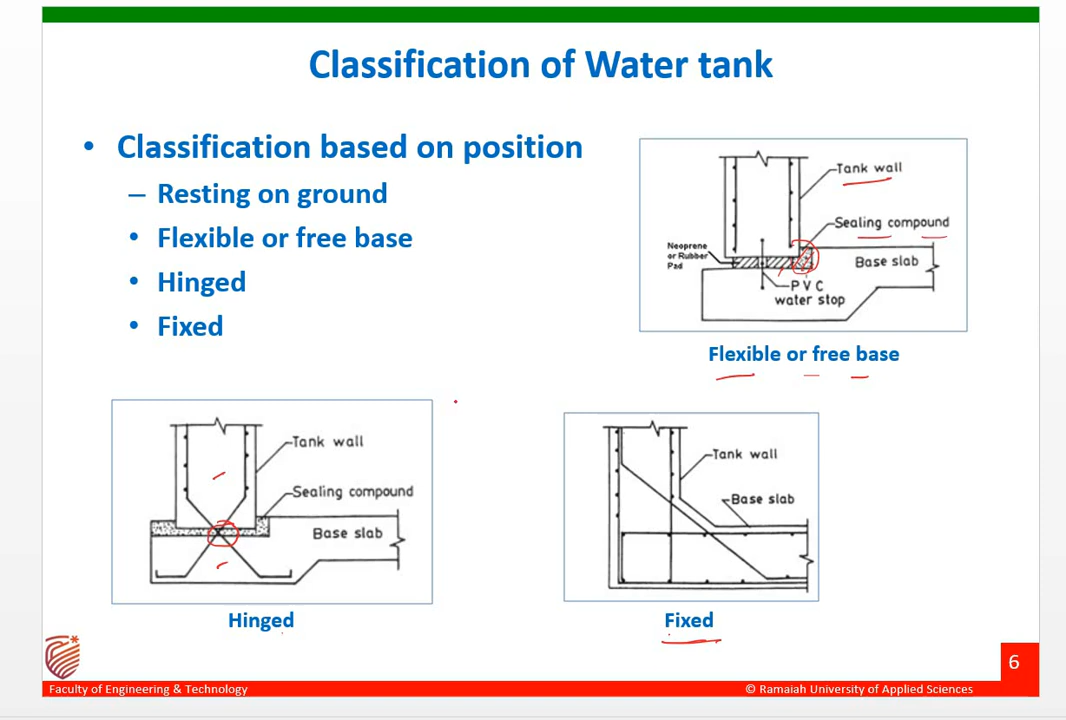 Classification of Water tank
• Classification based on position
– Resting on ground
• Flexible or free base
• Hinged
• Fixed
Tank wall
Sealing compound
Neoprene
or Rubber
Pad
Base slab
PVC
water stop
Flexible or free base
Tank wall
Sealing compound
Base slab
Hinged
Tank wall
Base slab
Fixed
6
Faculty of Engineering & Technology
© Ramaiah University of Applied Sciences